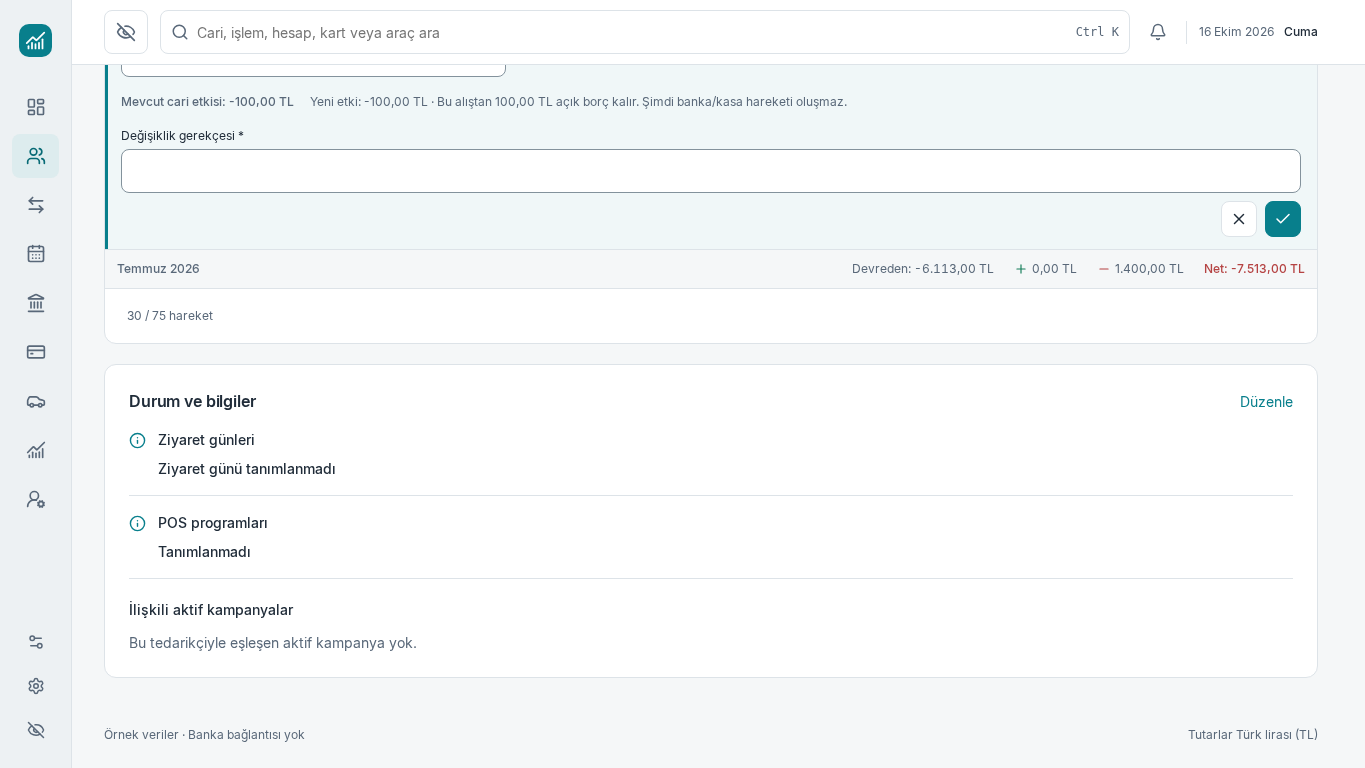 Cari, işlem, hesap, kart veya araç ara
Ctrl K
16 Ekim 2026 Cuma
Mevcut cari etkisi: -100,00 TL Yeni etki: -100,00 TL · Bu alıştan 100,00 TL açık borç kalır. Şimdi banka/kasa hareketi oluşmaz.
Değişiklik gerekçesi *
Temmuz 2026 Devreden: -6.113,00 TL + 0,00 TL − 1.400,00 TL Net: -7.513,00 TL
30 / 75 hareket
Durum ve bilgiler Düzenle
Ziyaret günleri
Ziyaret günü tanımlanmadı
POS programları
Tanımlanmadı
İlişkili aktif kampanyalar
Bu tedarikçiyle eşleşen aktif kampanya yok.
Örnek veriler · Banka bağlantısı yok Tutarlar Türk lirası (TL)